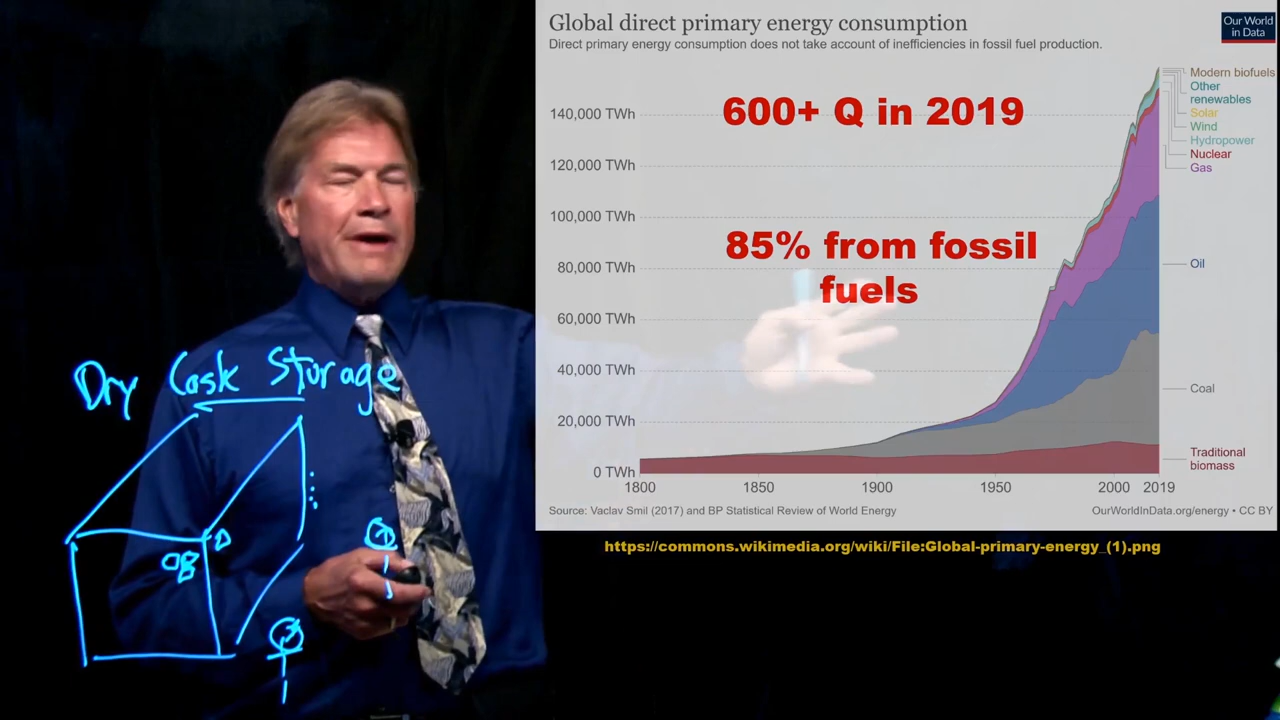 Global direct primary energy consumption
Direct primary energy consumption does not take account of inefficiencies in fossil fuel production.
Our World
in Data
600+ Q in 2019
85% from fossil
fuels
140,000 TWh
120,000 TWh
100,000 TWh
80,000 TWh
60,000 TWh
40,000 TWh
20,000 TWh
0 TWh
1800
1850
1900
1950
2000
2019
Modern biofuels
Other
renewables
Solar
Wind
Hydropower
Nuclear
Gas
Oil
Coal
Traditional
biomass
Source: Vaclav Smil (2017) and BP Statistical Review of World Energy
OurWorldInData.org/energy • CC BY
https://commons.wikimedia.org/wiki/File:Global-primary-energy_(1).png
Dry Cask Storage